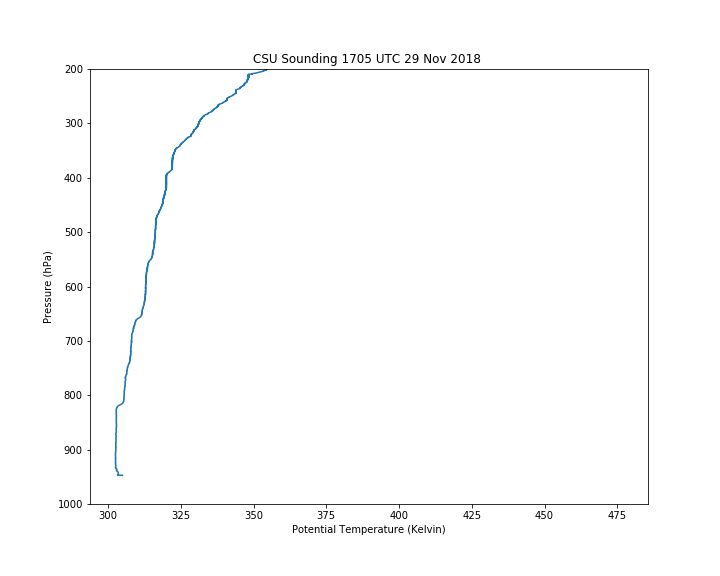 CSU Sounding 1705 UTC 29 Nov 2018
200
300
400
500
600
700
800
900
1000
Pressure (hPa)
300 325 350 375 400 425 450 475
Potential Temperature (Kelvin)